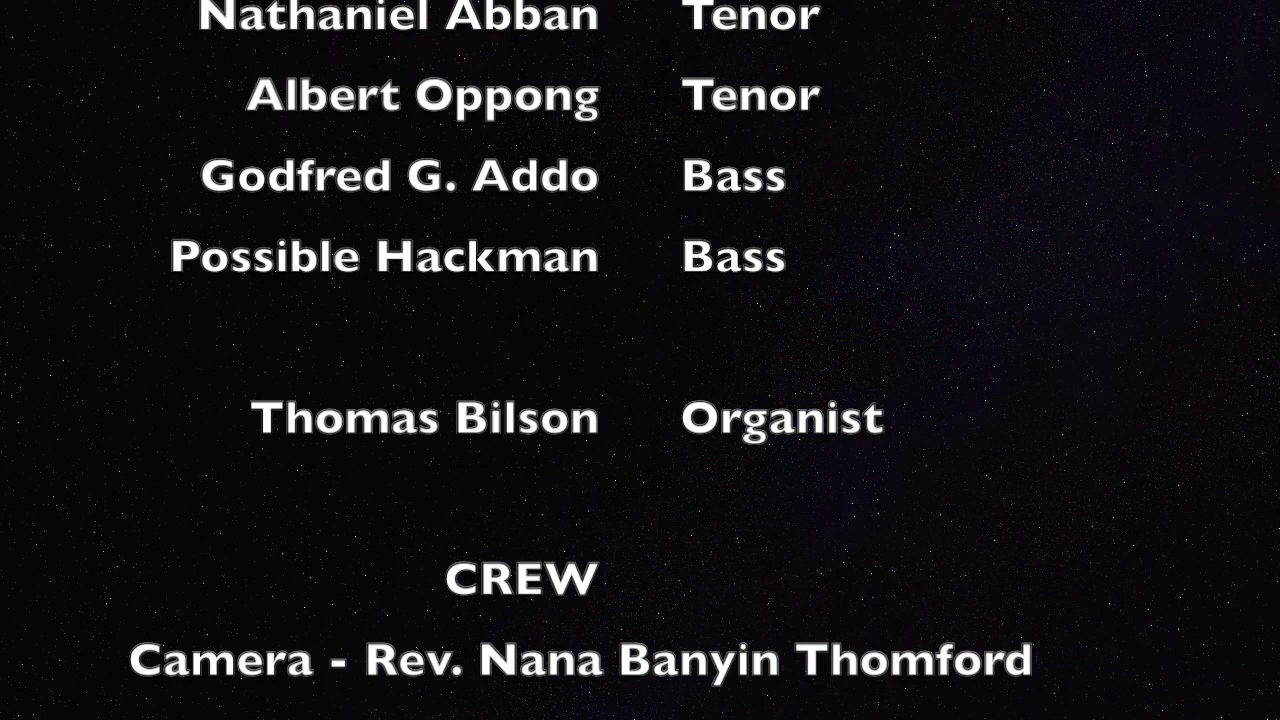 Nathaniel Abban Tenor
Albert Oppong Tenor
Godfred G. Addo Bass
Possible Hackman Bass
Thomas Bilson Organist
CREW
Camera - Rev. Nana Banyin Thomford